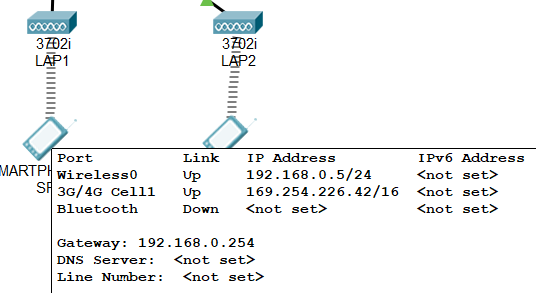 3702i
LAP1
3702i
LAP2
Port Link IP Address IPv6 Address
Wireless0 Up 192.168.0.5/24 <not set>
3G/4G Cell1 Up 169.254.226.42/16 <not set>
Bluetooth Down <not set> <not set>
Gateway: 192.168.0.254
DNS Server: <not set>
Line Number: <not set>